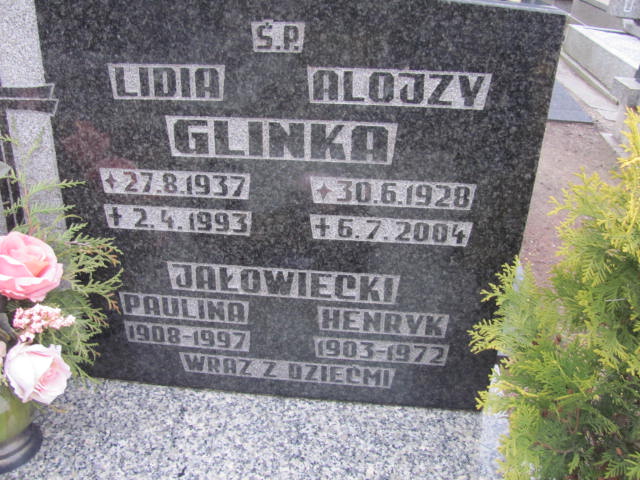 Ś.P.
LIDIA ALOJZY
GLINKA
27.8.1937 30.6.1928
2.4.1993 6.7.2004
JAŁOWIECKI
PAULINA HENRYK
1908-1997 1903-1972
WRAZ Z DZIEĆMI